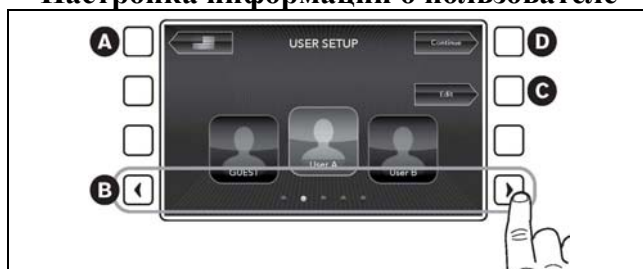 Настройка информации о пользователе
A
USER SETUP
Continue
D
Edit
C
GUEST
User A
User B
B